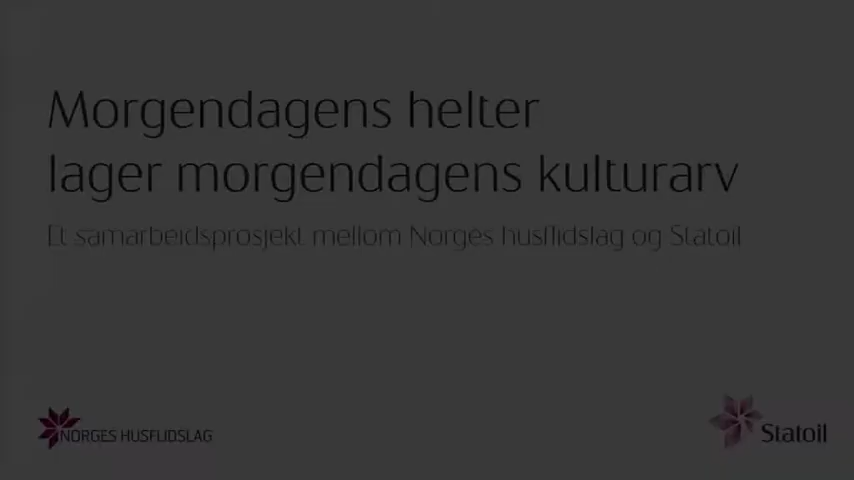 Morgendagens helter
lager morgendagens kulturarv
Et samarbeidsprosjekt mellom Norges husflidslag og Statoil
NORGES HUSFLIDSLAG
Statoil